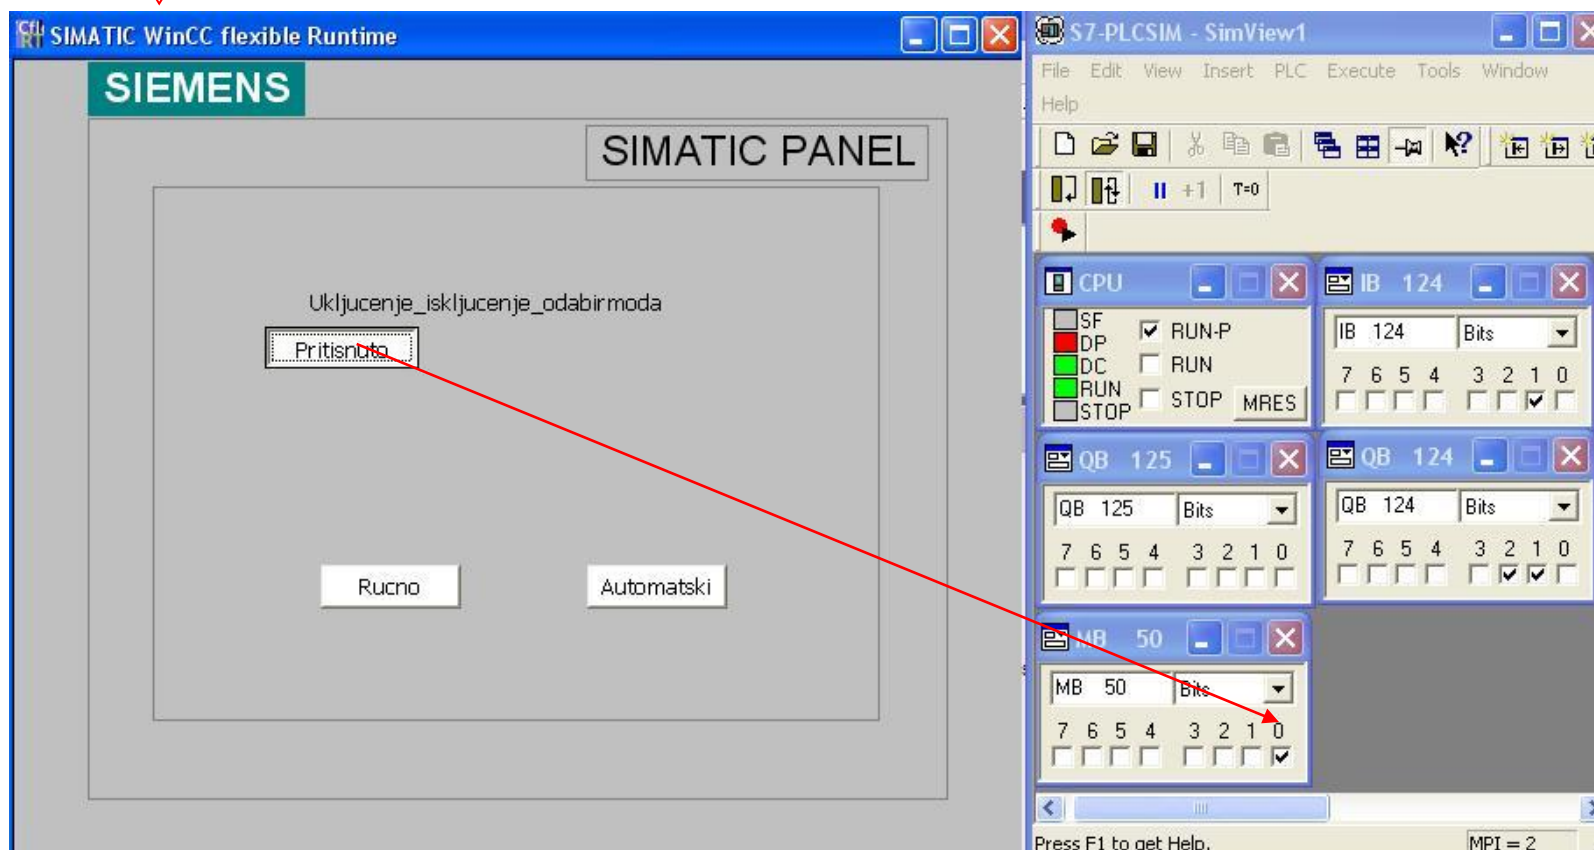 SIMATIC WinCC flexible Runtime
SIEMENS
SIMATIC PANEL
Ukljucenje_iskljucenje_odabirmoda
Pritisnuto
Rucno
Automatski
S7-PLCSIM - SimView1
File Edit View Insert PLC Execute Tools Window
Help
+1 T=0
CPU
SF
DP
DC
RUN
STOP
RUN-P
RUN
STOP
MRES
IB 124
IB 124 Bits
7 6 5 4 3 2 1 0
QB 125
QB 125 Bits
7 6 5 4 3 2 1 0
QB 124
QB 124 Bits
7 6 5 4 3 2 1 0
MB 50
MB 50 Bits
7 6 5 4 3 2 1 0
Press F1 to get Help.
MPI = 2